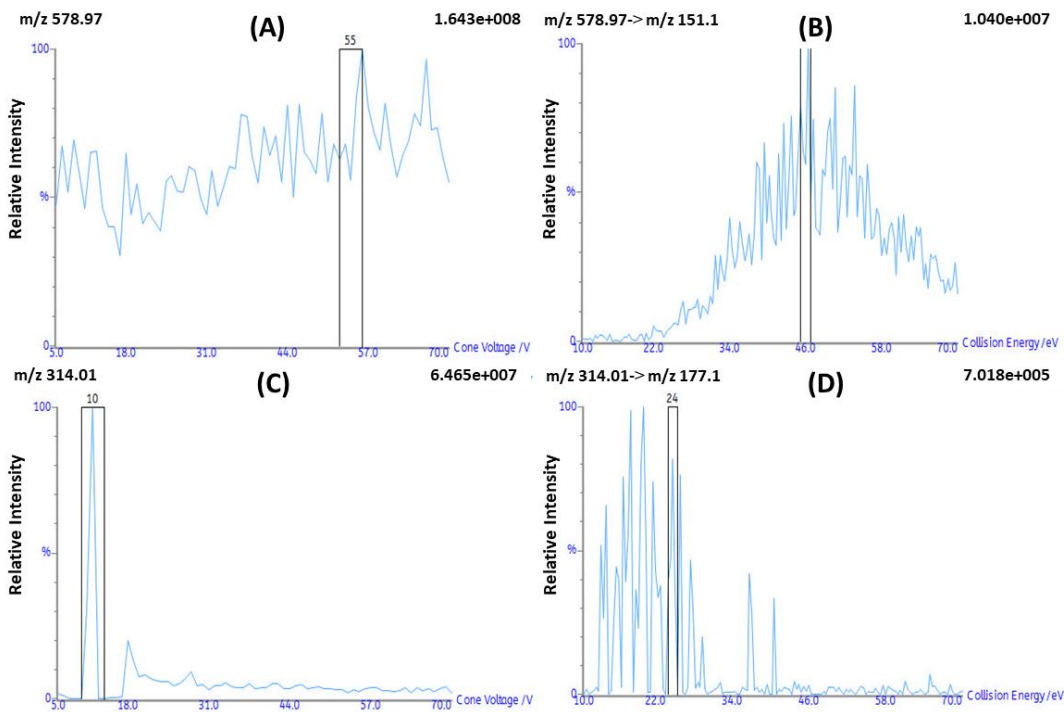 m/z 578.97 (A) 1.643e+008
55
100
%
0
Relative Intensity
5.0 18.0 31.0 44.0 57.0 70.0 Cone Voltage /V
m/z 578.97-> m/z 151.1 (B) 1.040e+007
100
%
0
Relative Intensity
10.0 22.0 34.0 46.0 58.0 70.0 Collision Energy /eV
m/z 314.01 (C) 6.465e+007
10
100
%
0
Relative Intensity
5.0 18.0 31.0 44.0 57.0 70.0 Cone Voltage /V
m/z 314.01-> m/z 177.1 (D) 7.018e+005
24
100
%
0
Relative Intensity
10.0 22.0 34.0 46.0 58.0 70.0 Collision Energy /eV